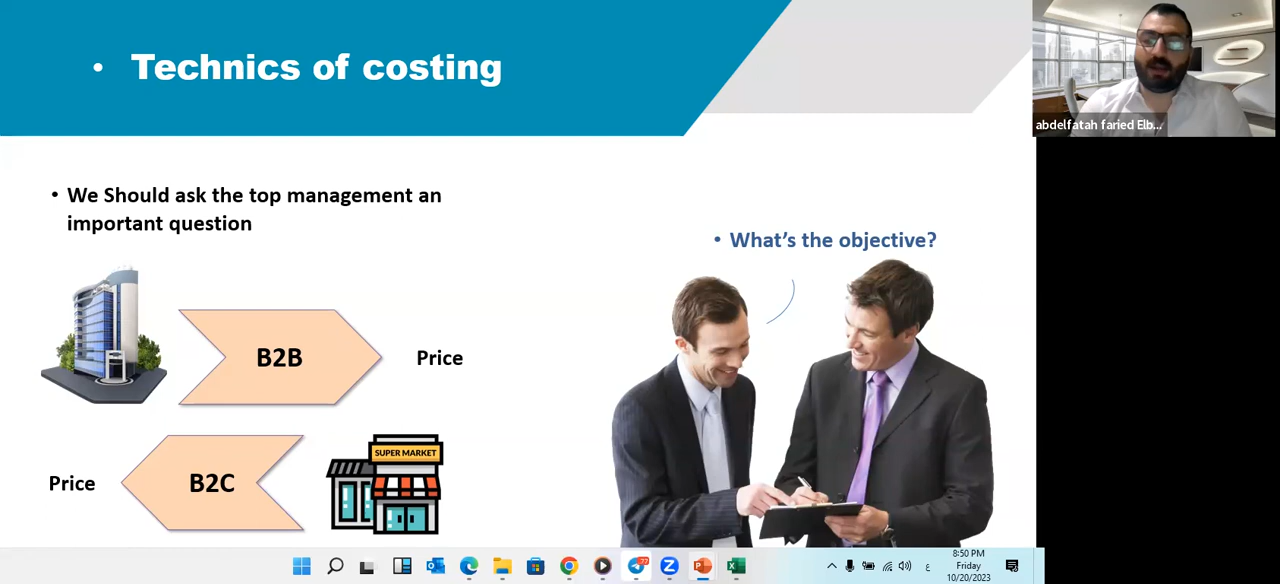 • Technics of costing
abdelfatah faried Elb...
• We Should ask the top management an
important question
• What's the objective?
B2B
Price
SUPER MARKET
Price
B2C
8:50 PM
Friday
10/20/2023
ع